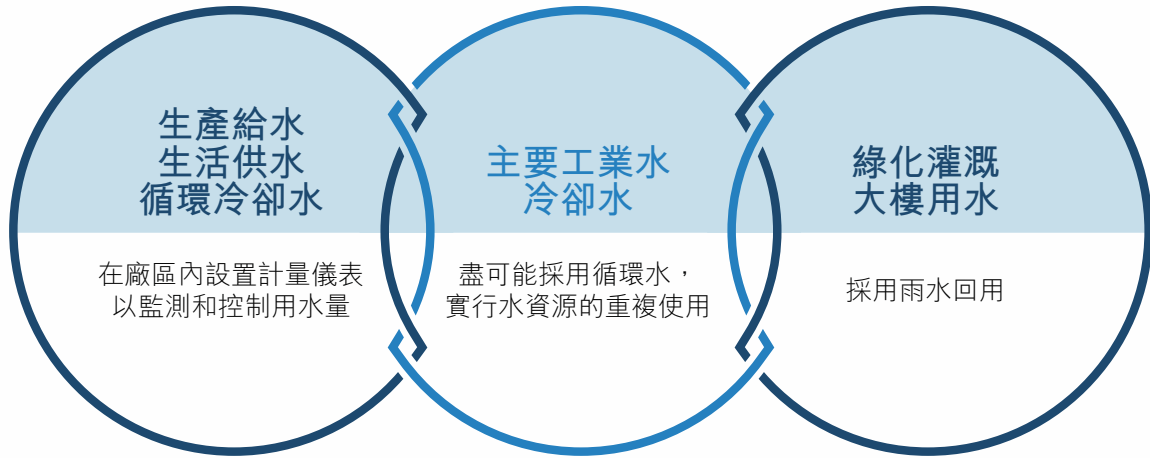 生產給水
生活供水
循環冷卻水
在廠區內設置計量儀表
以監測和控制用水量
主要工業水
冷卻水
盡可能採用循環水，
實行水資源的重複使用
綠化灌溉
大樓用水
採用雨水回用